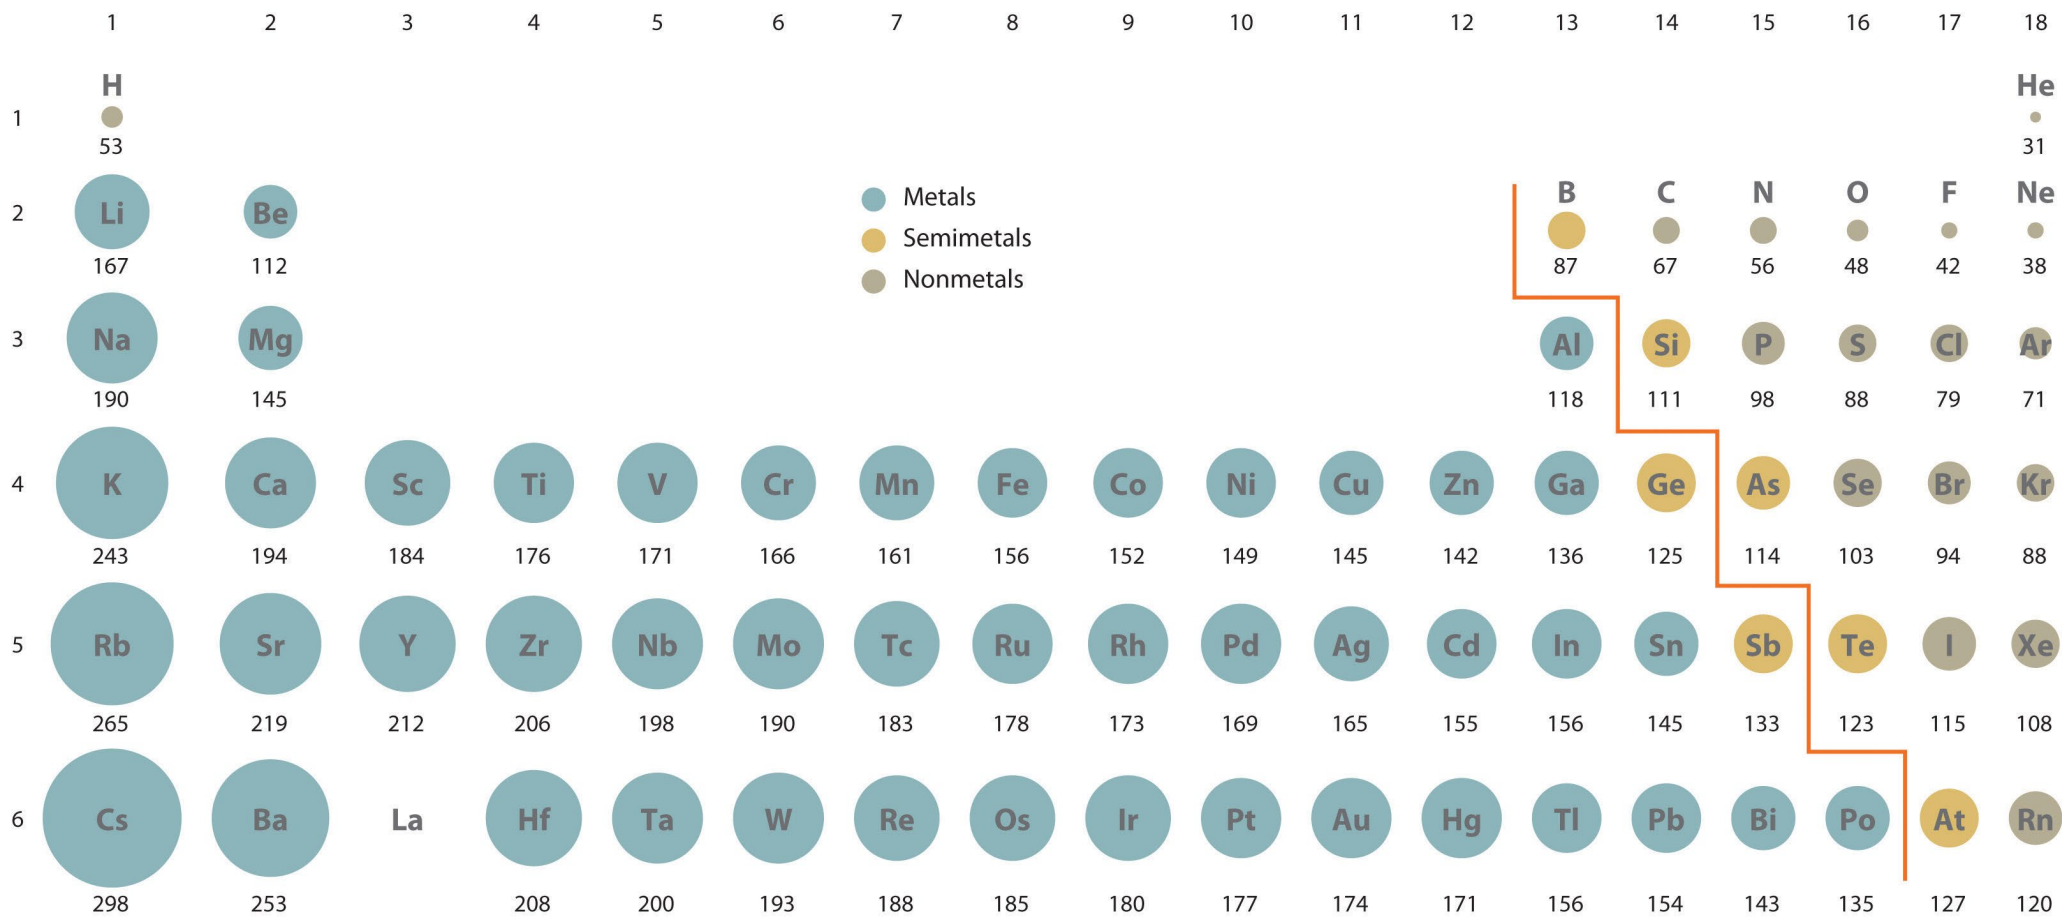 1 2 3 4 5 6 7 8 9 10 11 12 13 14 15 16 17 18
H He
1
53 31
Metals
Semimetals
Nonmetals
B C N O F Ne
2 Li Be
167 112 87 67 56 48 42 38
3 Na Mg Al Si P S Cl Ar
190 145 118 111 98 88 79 71
4 K Ca Sc Ti V Cr Mn Fe Co Ni Cu Zn Ga Ge As Se Br Kr
243 194 184 176 171 166 161 156 152 149 145 142 136 125 114 103 94 88
5 Rb Sr Y Zr Nb Mo Tc Ru Rh Pd Ag Cd In Sn Sb Te I Xe
265 219 212 206 198 190 183 178 173 169 165 155 156 145 133 123 115 108
6 Cs Ba La Hf Ta W Re Os Ir Pt Au Hg Tl Pb Bi Po At Rn
298 253 208 200 193 188 185 180 177 174 171 156 154 143 135 127 120